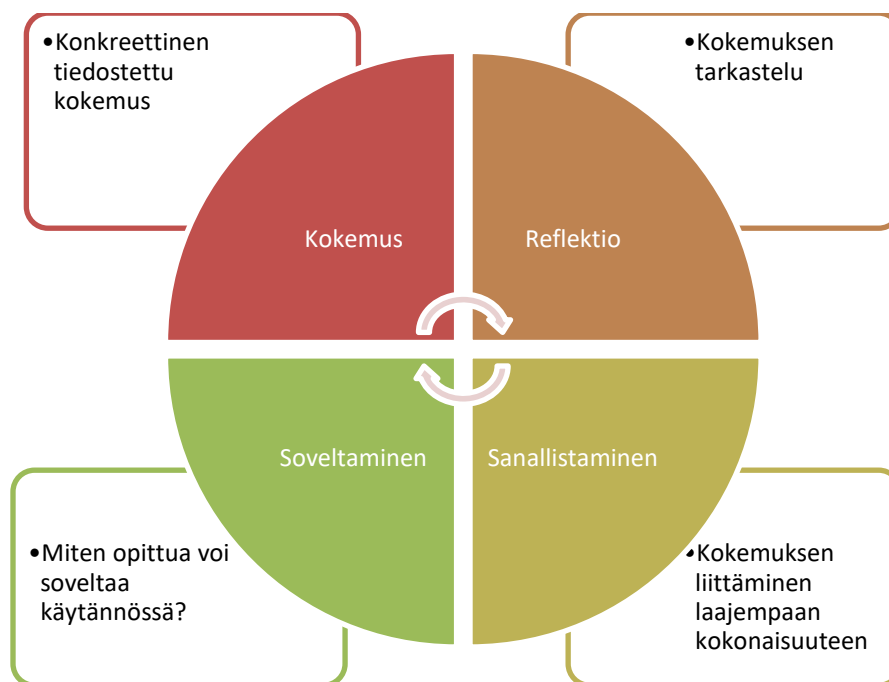 •Konkreettinen
tiedostettu
kokemus
•Kokemuksen
tarkastelu
Kokemus
Reflektio
Soveltaminen
Sanallistaminen
•Miten opittua voi
soveltaa
käytännössä?
•Kokemuksen
liittäminen
laajempaan
kokonaisuuteen